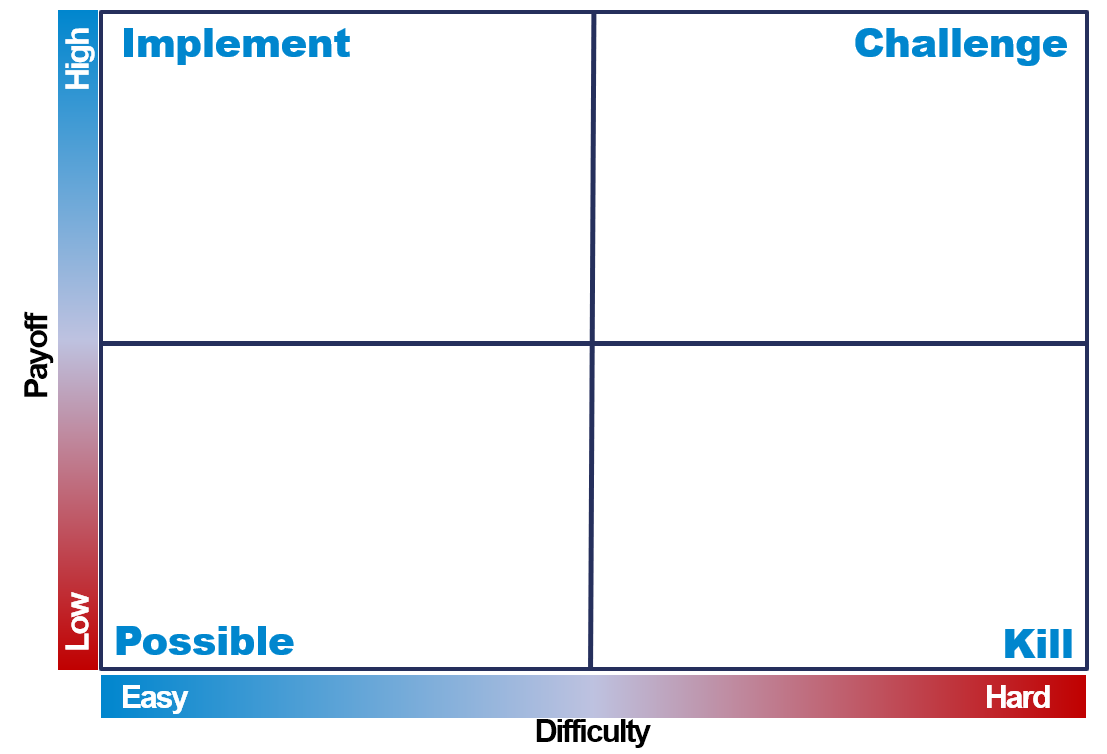 High
Implement
Challenge
Payoff
Low
Possible
Kill
Easy
Hard
Difficulty